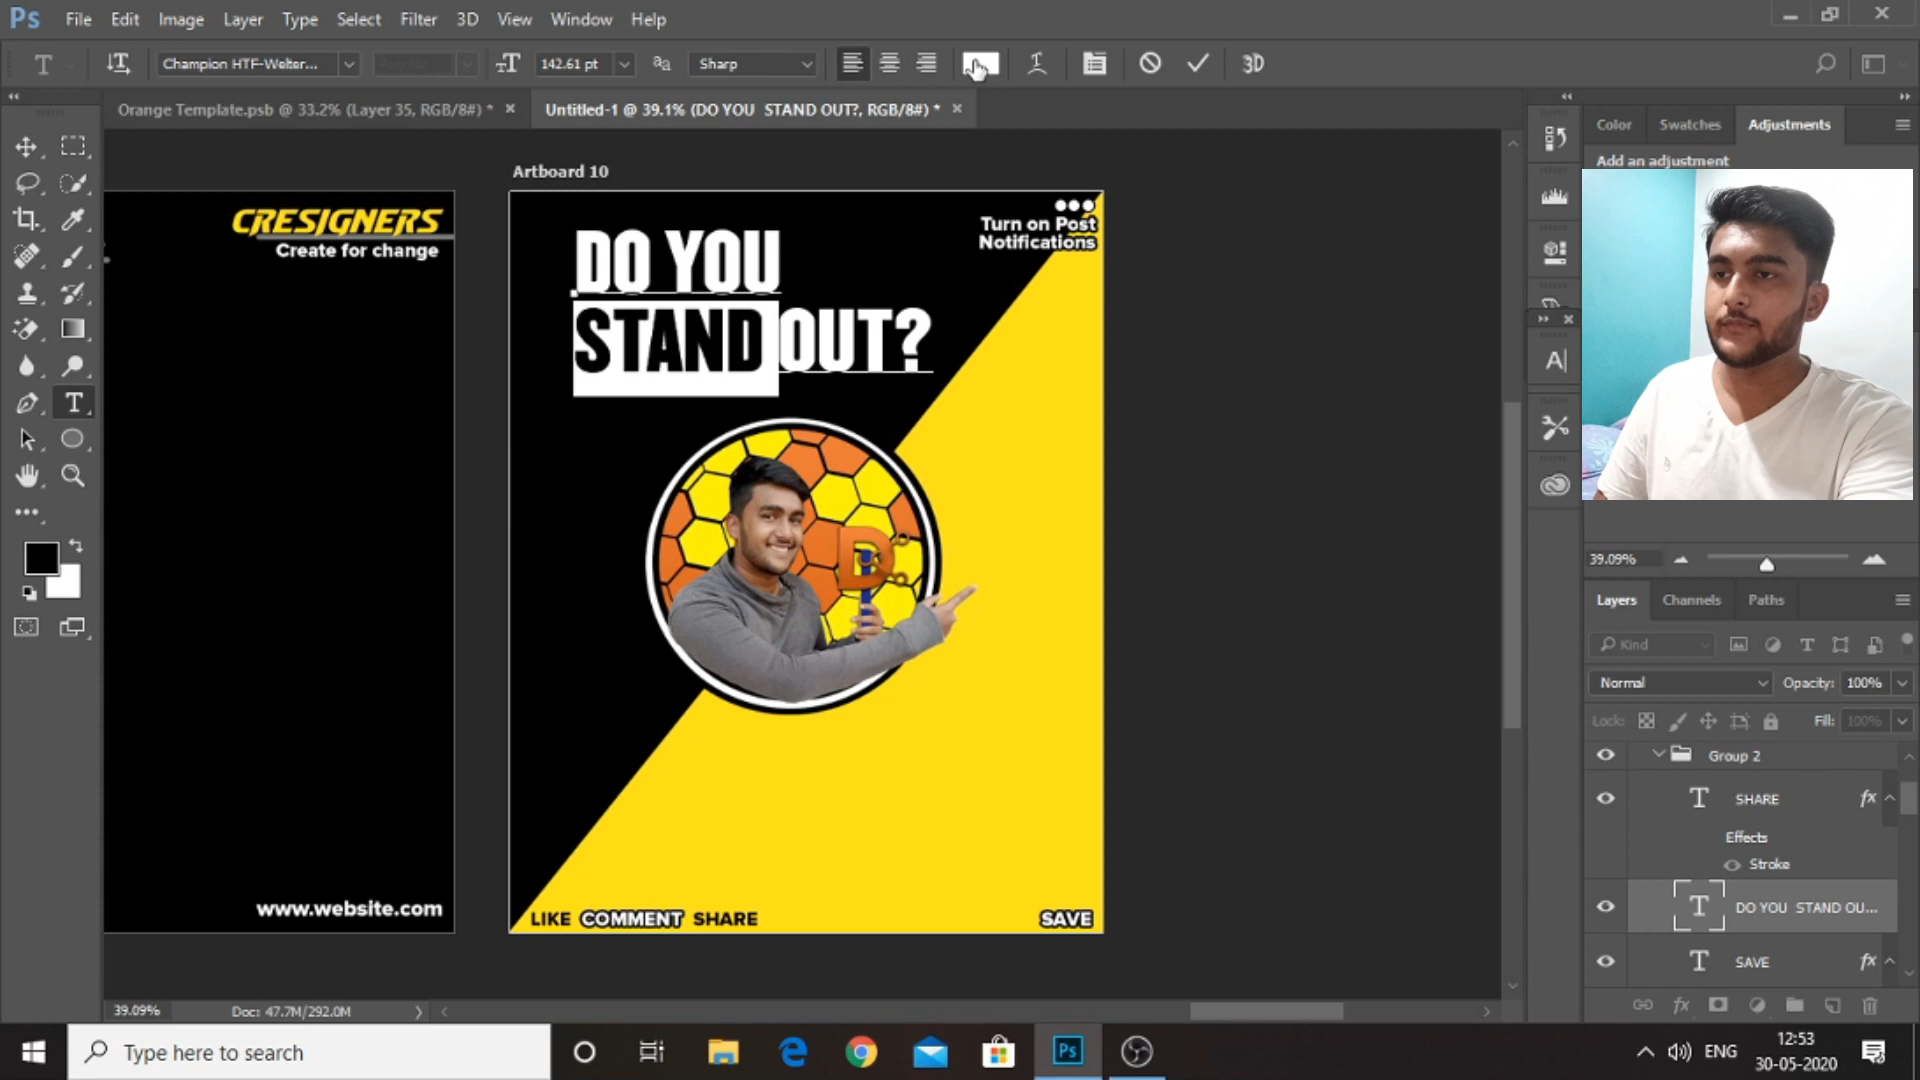 Ps File Edit Image Layer Type Select Filter 3D View Window Help
T Champion HTF-Welter... 142.61 pt aa Sharp 3D
Orange Template.psb @ 33.2% (Layer 35, RGB/8#) * × Untitled-1 @ 39.1% (DO YOU  STAND OUT?, RGB/8#) * ×
Color Swatches Adjustments
Add an adjustment
Artboard 10
CRESIGNERS
Create for change
www.website.com
Turn on Post
Notifications
DO YOU
STAND OUT?
D
LIKE COMMENT SHARE
SAVE
39.09%
Layers Channels Paths
Kind
Normal Opacity: 100%
Lock: Fill: 100%
Group 2
T SHARE fx
Effects
Stroke
T DO YOU  STAND OU...
T SAVE fx
39.09% Doc: 47.7M/292.0M
Type here to search
Ps
ENG
12:53
30-05-2020